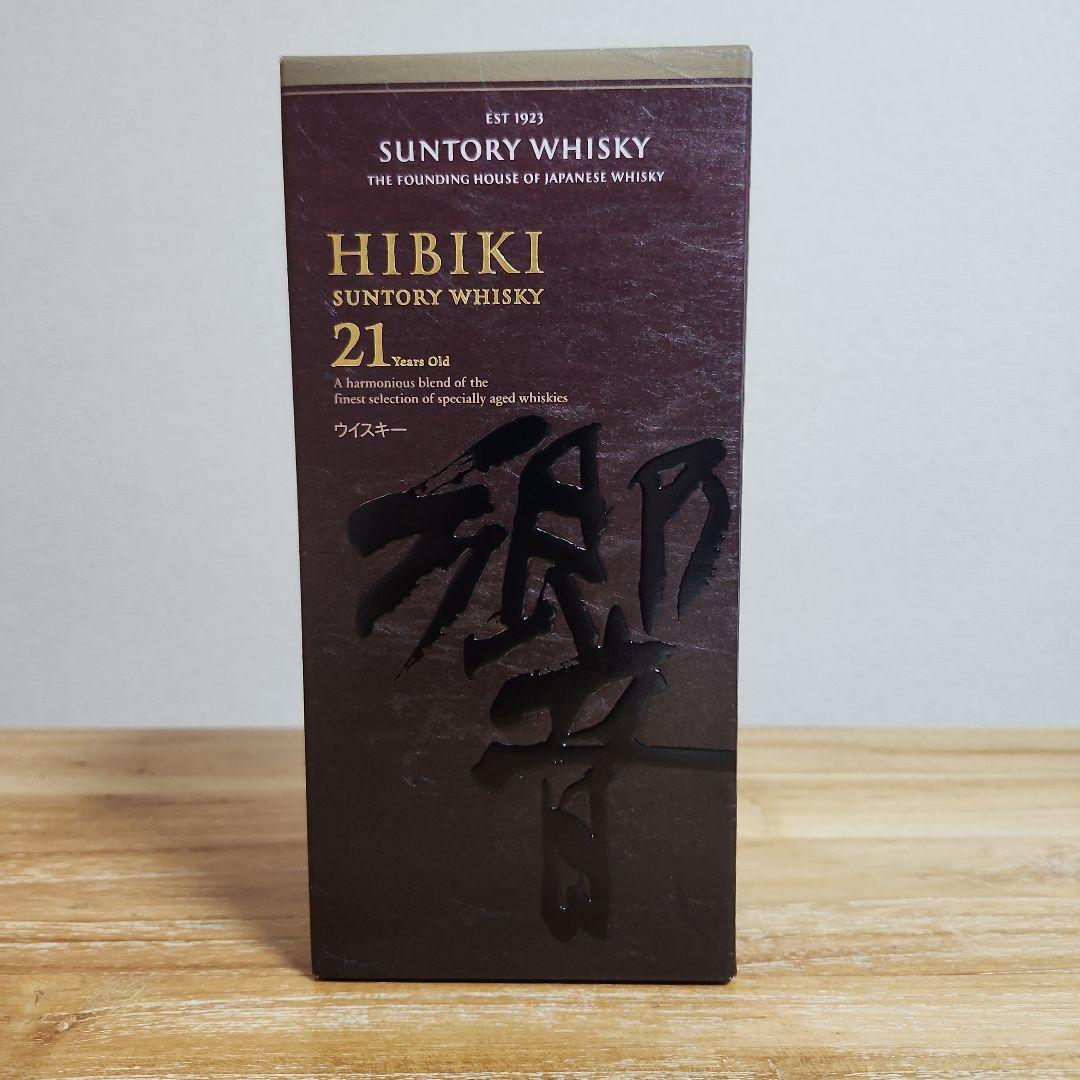 EST 1923
SUNTORY WHISKY
THE FOUNDING HOUSE OF JAPANESE WHISKY
HIBIKI
SUNTORY WHISKY
21 Years Old
A harmonious blend of the
finest selection of specially aged whiskies
ウイスキー
響